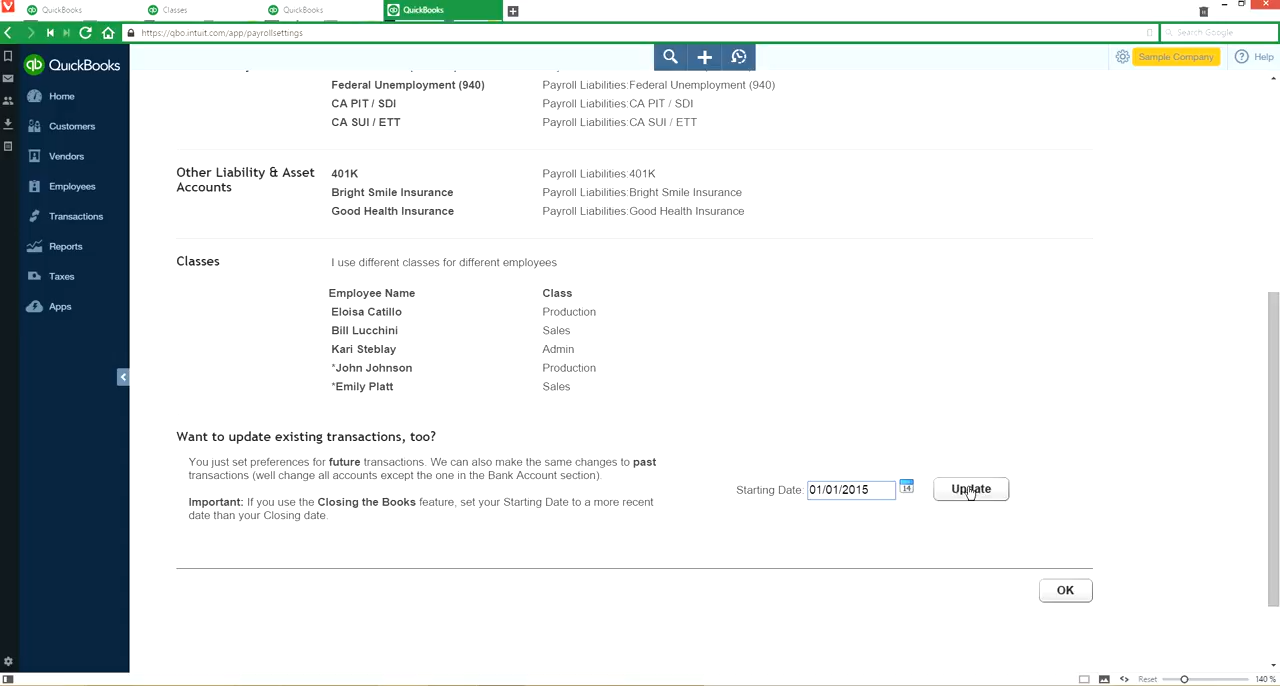 QuickBooks
Classes
QuickBooks
QuickBooks
https://qbo.intuit.com/app/payrollsettings
Search Google
QuickBooks
Sample Company
Help
Home
Customers
Vendors
Employees
Transactions
Reports
Taxes
Apps
Federal Unemployment (940) Payroll Liabilities:Federal Unemployment (940)
CA PIT / SDI Payroll Liabilities:CA PIT / SDI
CA SUI / ETT Payroll Liabilities:CA SUI / ETT
Other Liability & Asset
Accounts
401K Payroll Liabilities:401K
Bright Smile Insurance Payroll Liabilities:Bright Smile Insurance
Good Health Insurance Payroll Liabilities:Good Health Insurance
Classes I use different classes for different employees
Employee Name Class
Eloisa Catillo Production
Bill Lucchini Sales
Kari Steblay Admin
*John Johnson Production
*Emily Platt Sales
Want to update existing transactions, too?
You just set preferences for future transactions. We can also make the same changes to past
transactions (well change all accounts except the one in the Bank Account section).
Important: If you use the Closing the Books feature, set your Starting Date to a more recent
date than your Closing date.
Starting Date: 01/01/2015 14 Update
OK
Reset 140 %